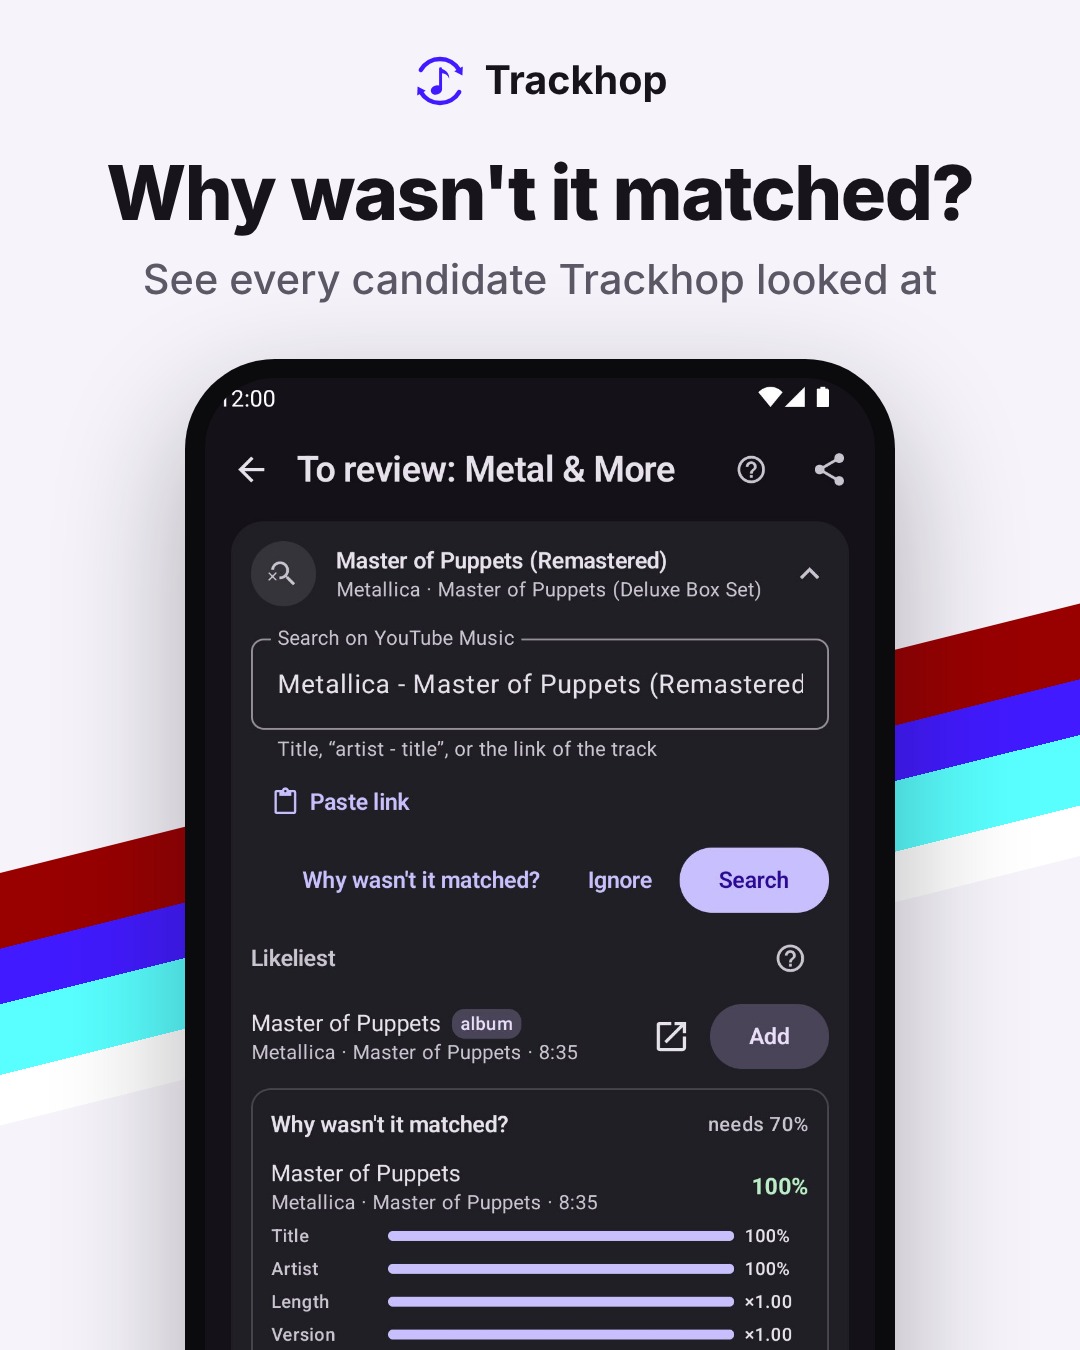 Trackhop
Why wasn't it matched?
See every candidate Trackhop looked at
12:00
To review: Metal & More
Master of Puppets (Remastered)
Metallica · Master of Puppets (Deluxe Box Set)
Search on YouTube Music
Metallica - Master of Puppets (Remastered
Title, “artist - title”, or the link of the track
Paste link
Why wasn't it matched? Ignore Search
Likeliest
Master of Puppets album
Metallica · Master of Puppets · 8:35
Add
Why wasn't it matched? needs 70%
Master of Puppets
Metallica · Master of Puppets · 8:35
100%
Title 100%
Artist 100%
Length ×1.00
Version ×1.00